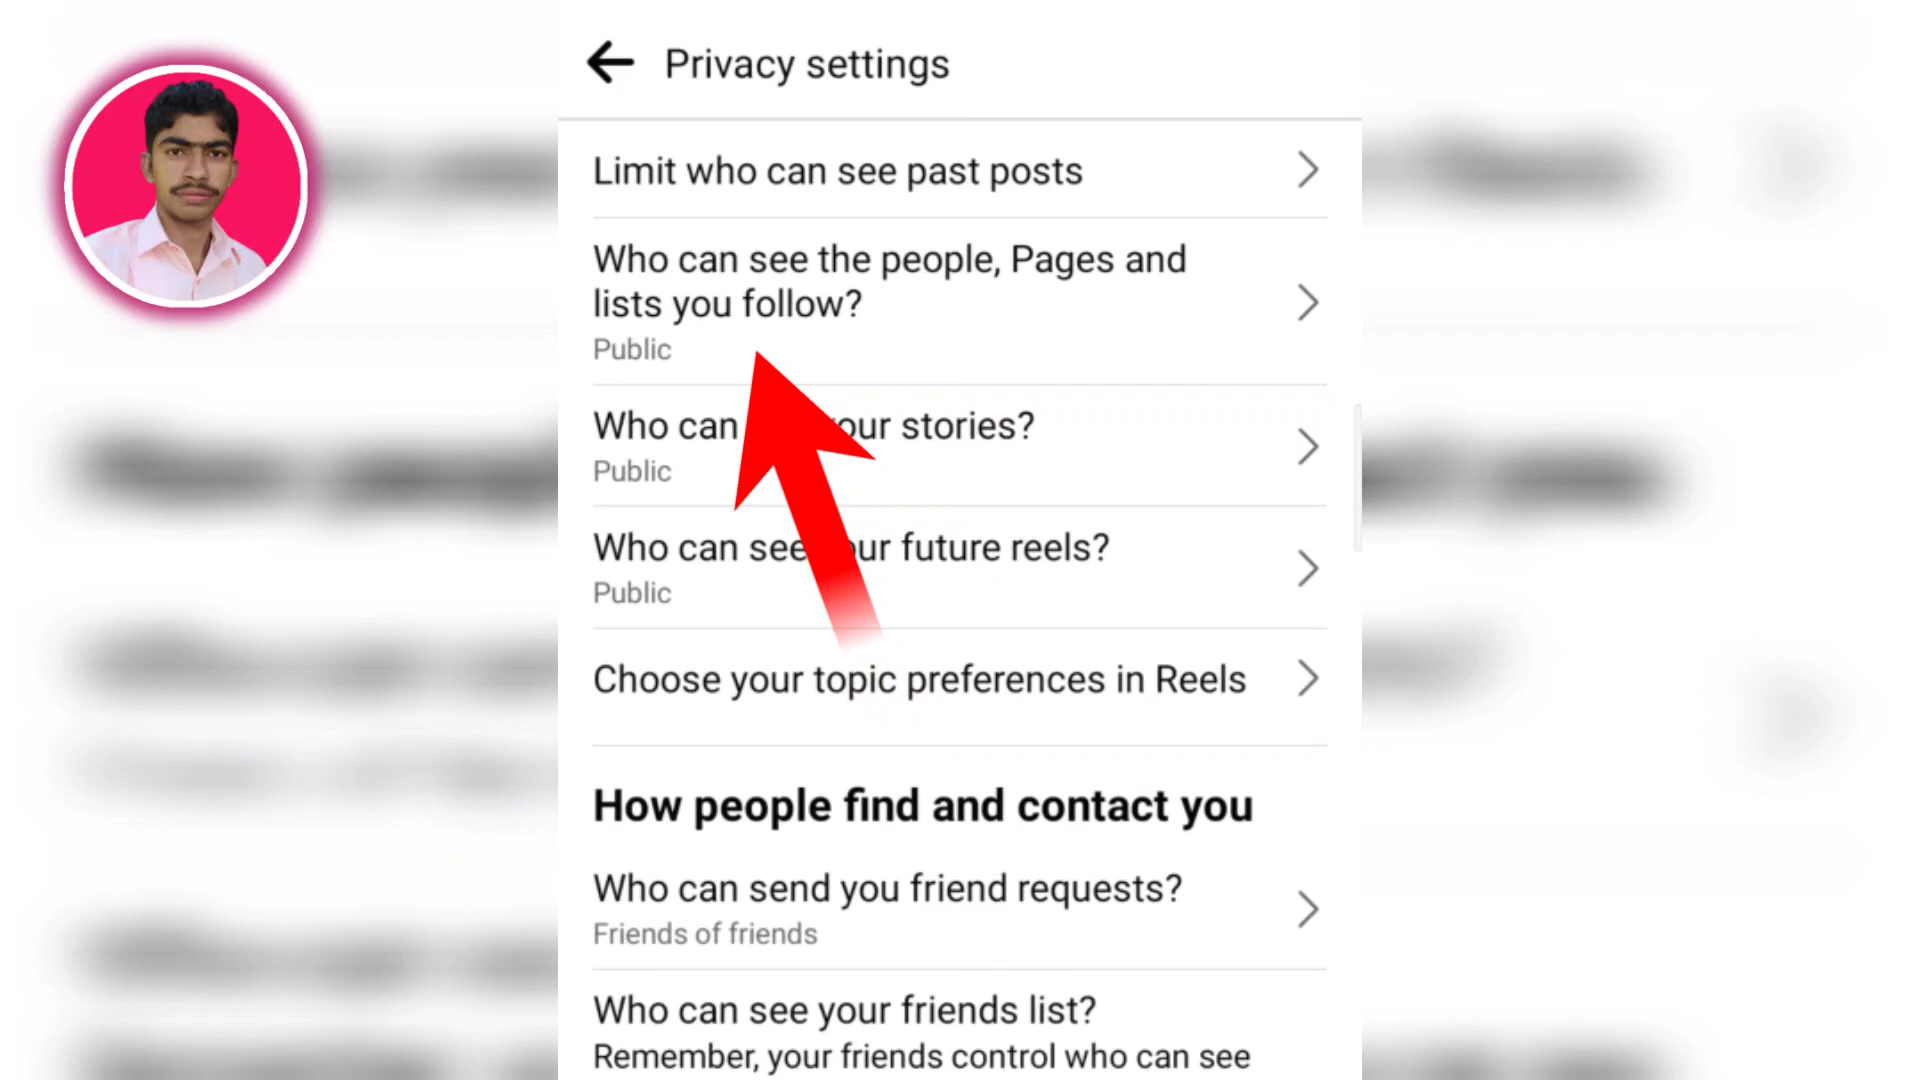 Privacy settings
Limit who can see past posts
Who can see the people, Pages and
lists you follow?
Public
Who can our stories?
Public
Who can see ur future reels?
Public
Choose your topic preferences in Reels
How people find and contact you
Who can send you friend requests?
Friends of friends
Who can see your friends list?
Remember, your friends control who can see